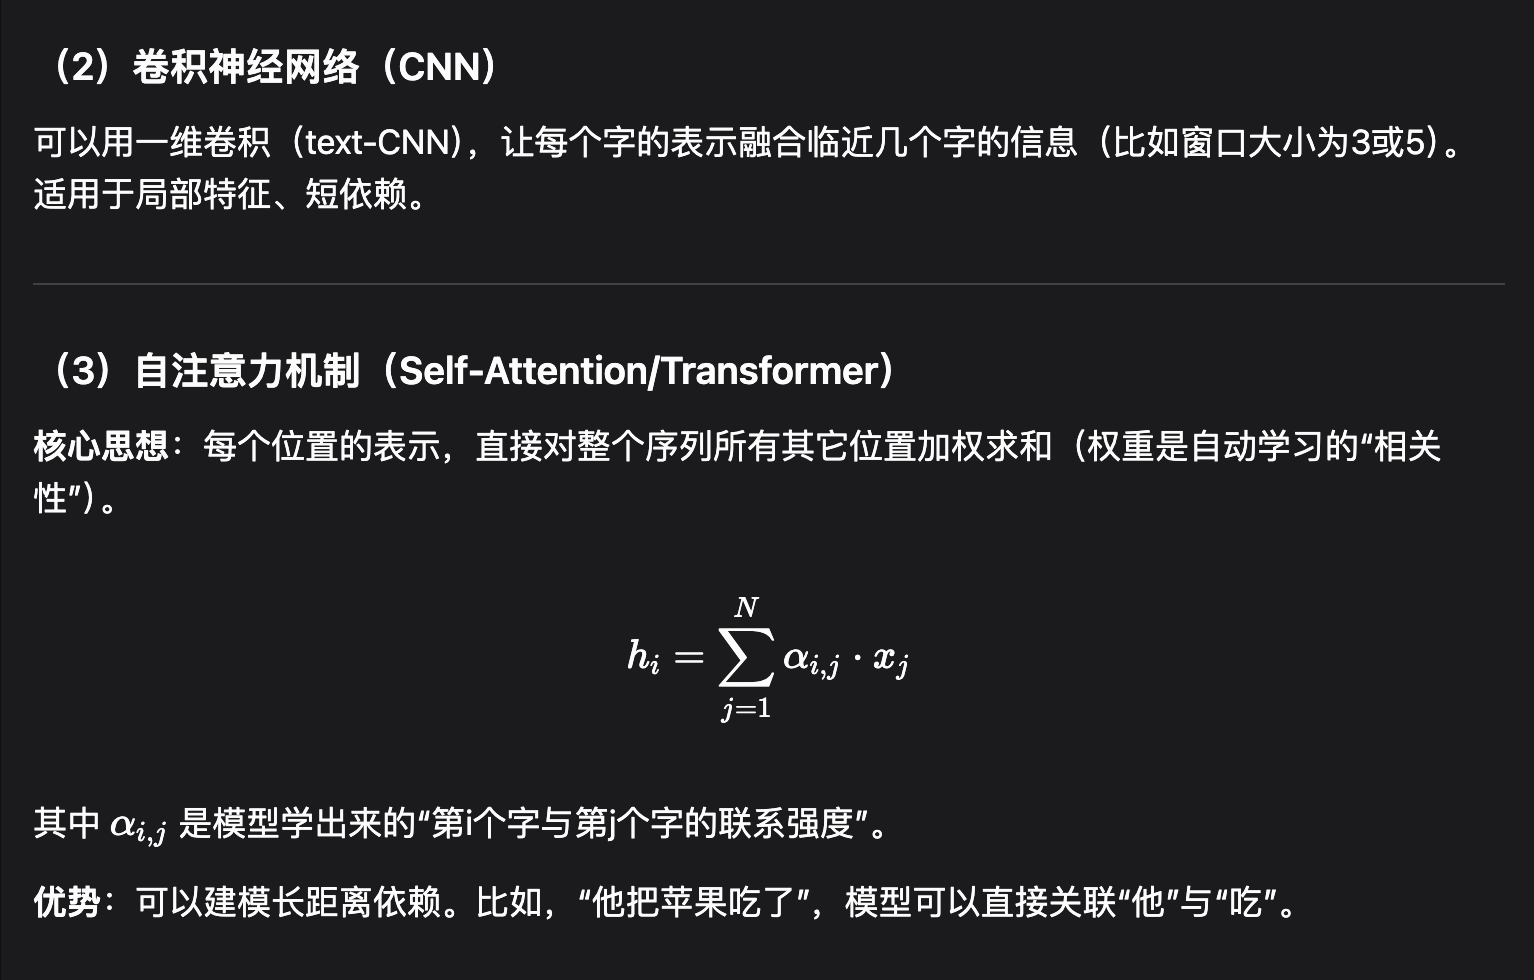 （2）卷积神经网络（CNN）
可以用一维卷积（text-CNN），让每个字的表示融合临近几个字的信息（比如窗口大小为3或5）。
适用于局部特征、短依赖。
（3）自注意力机制（Self-Attention/Transformer）
核心思想：每个位置的表示，直接对整个序列所有其它位置加权求和（权重是自动学习的“相关
性”）。
h_i = \sum_{j=1}^{N} α_{i,j} · x_j
其中 α_{i,j} 是模型学出来的“第i个字与第j个字的联系强度”。
优势：可以建模长距离依赖。比如，“他把苹果吃了”，模型可以直接关联“他”与“吃”。